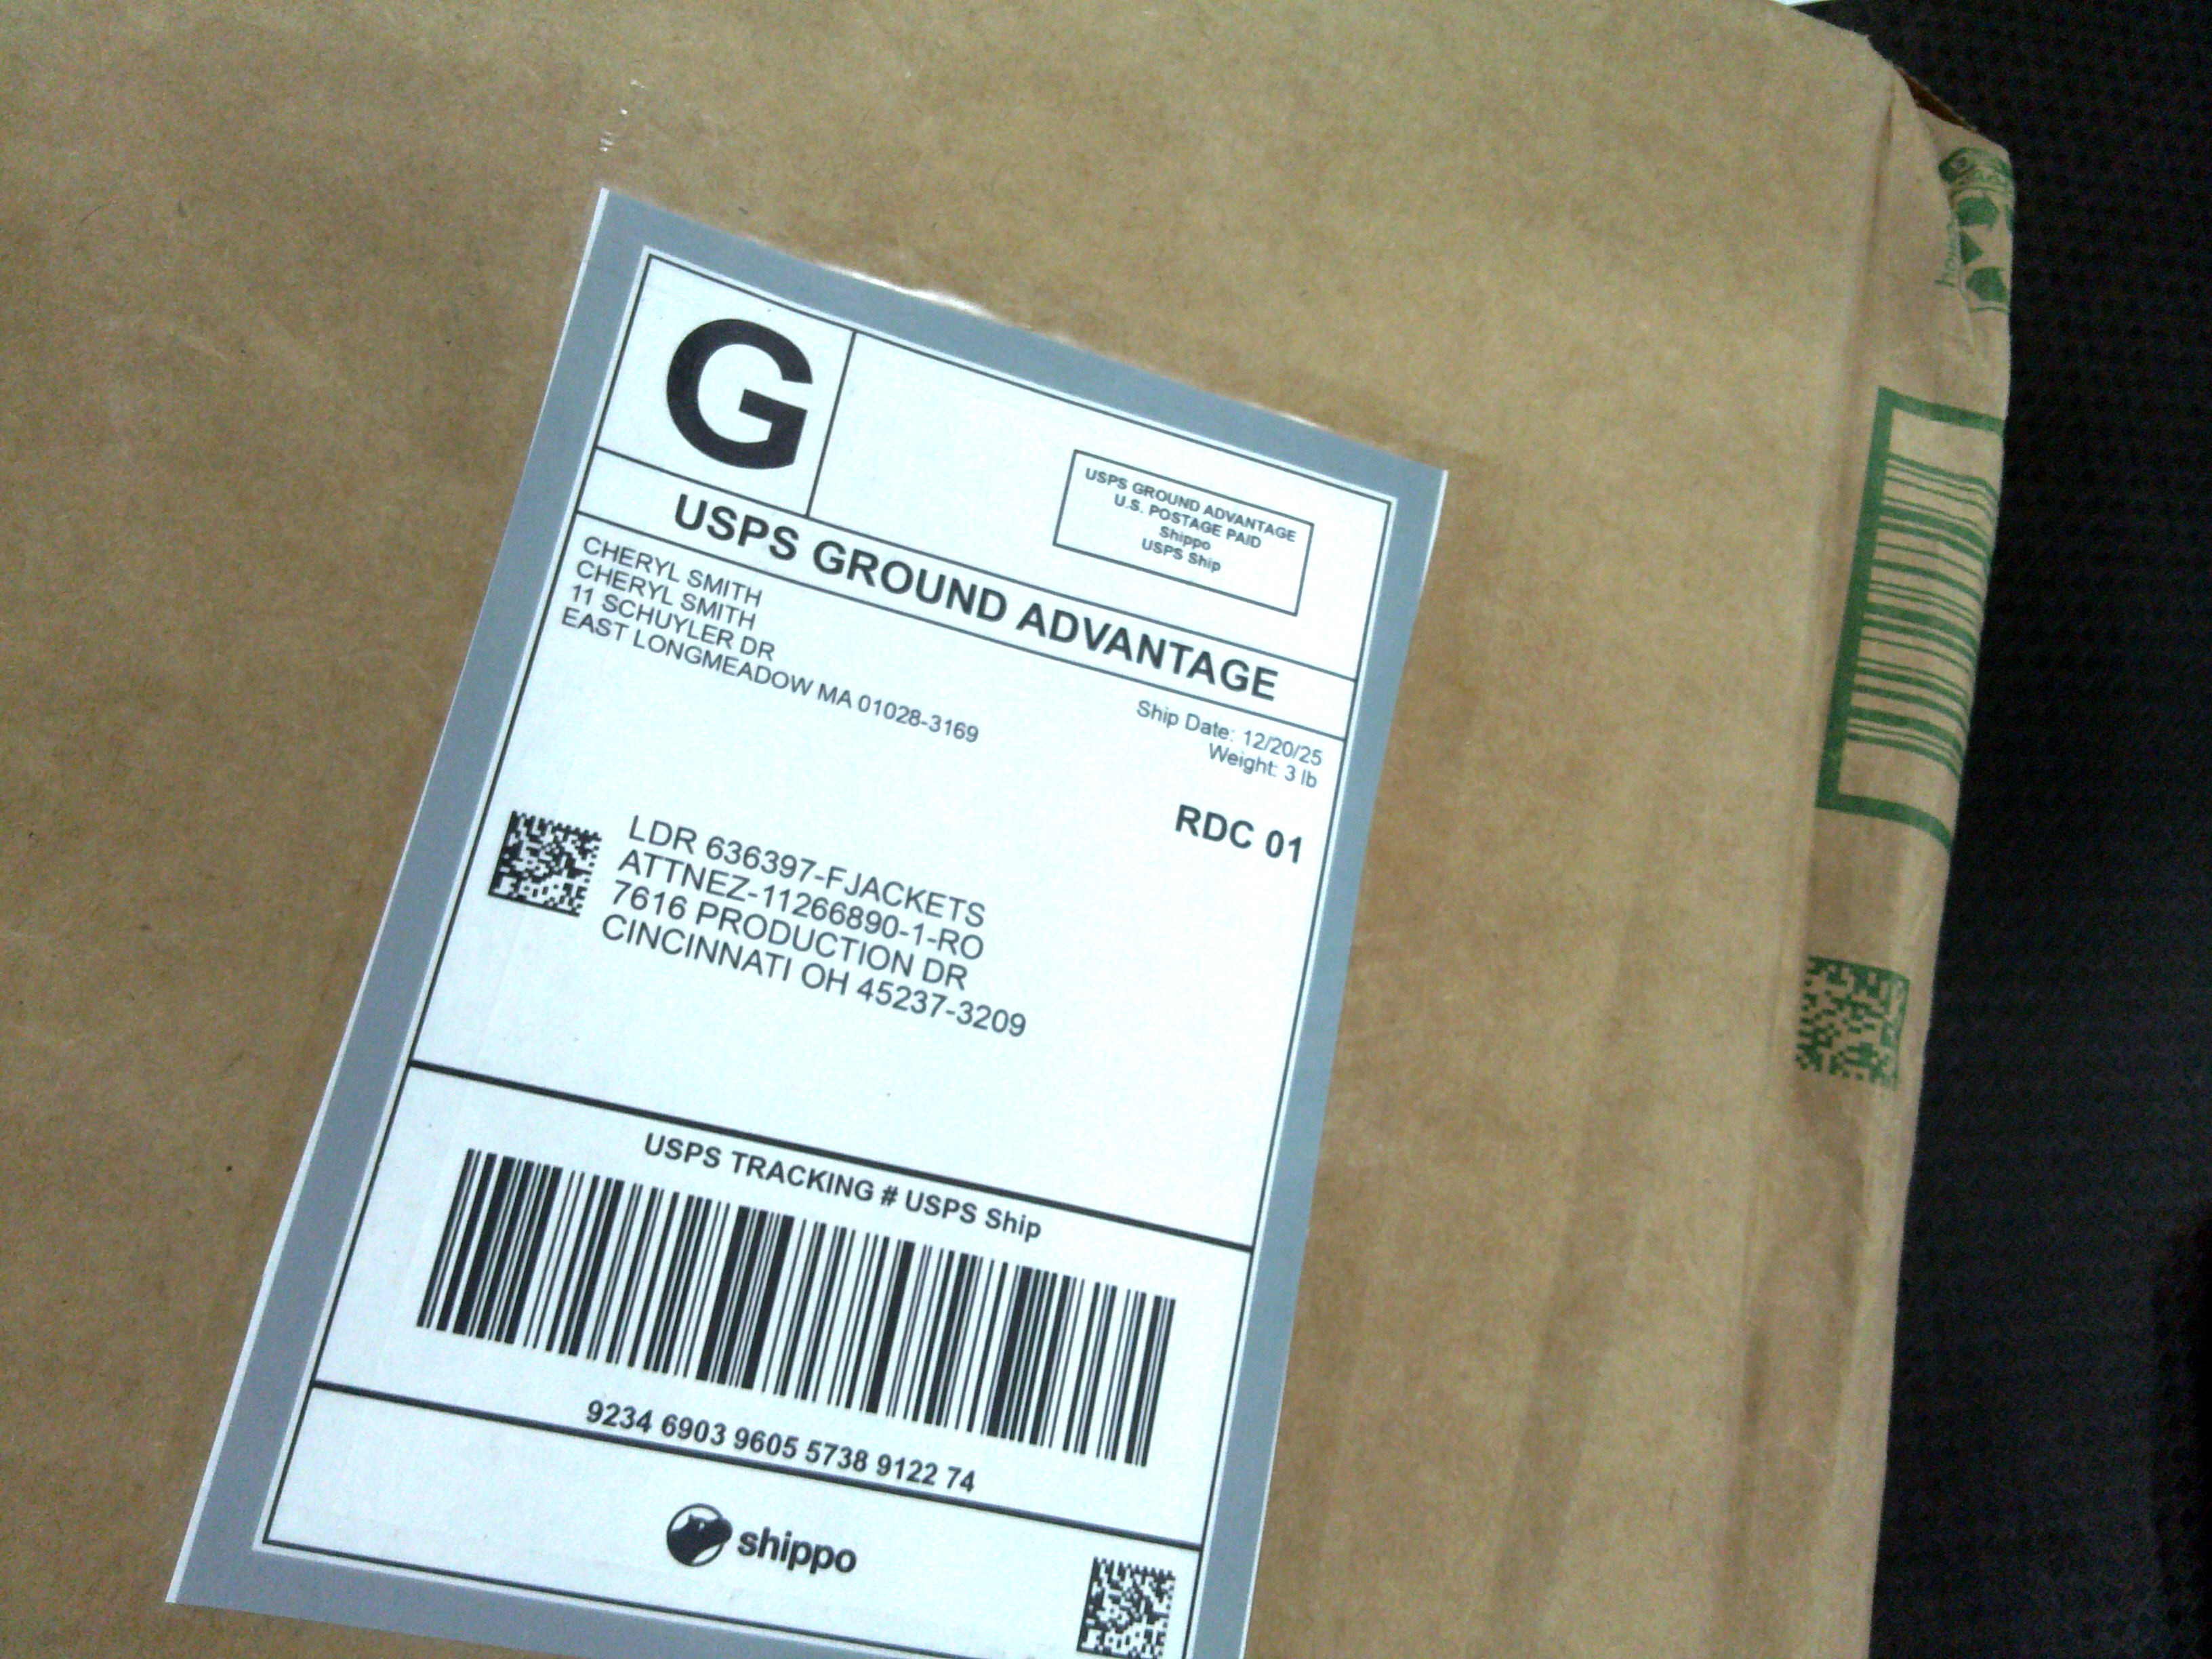 G
USPS GROUND ADVANTAGE
U.S. POSTAGE PAID
Shippo
USPS Ship
USPS GROUND ADVANTAGE
CHERYL SMITH
CHERYL SMITH
11 SCHUYLER DR
EAST LONGMEADOW MA 01028-3169
Ship Date: 12/20/25
Weight: 3 lb
RDC 01
LDR 636397-FJACKETS
ATTNEZ-11266890-1-RO
7616 PRODUCTION DR
CINCINNATI OH 45237-3209
USPS TRACKING # USPS Ship
9234 6903 9605 5738 9122 74
shippo